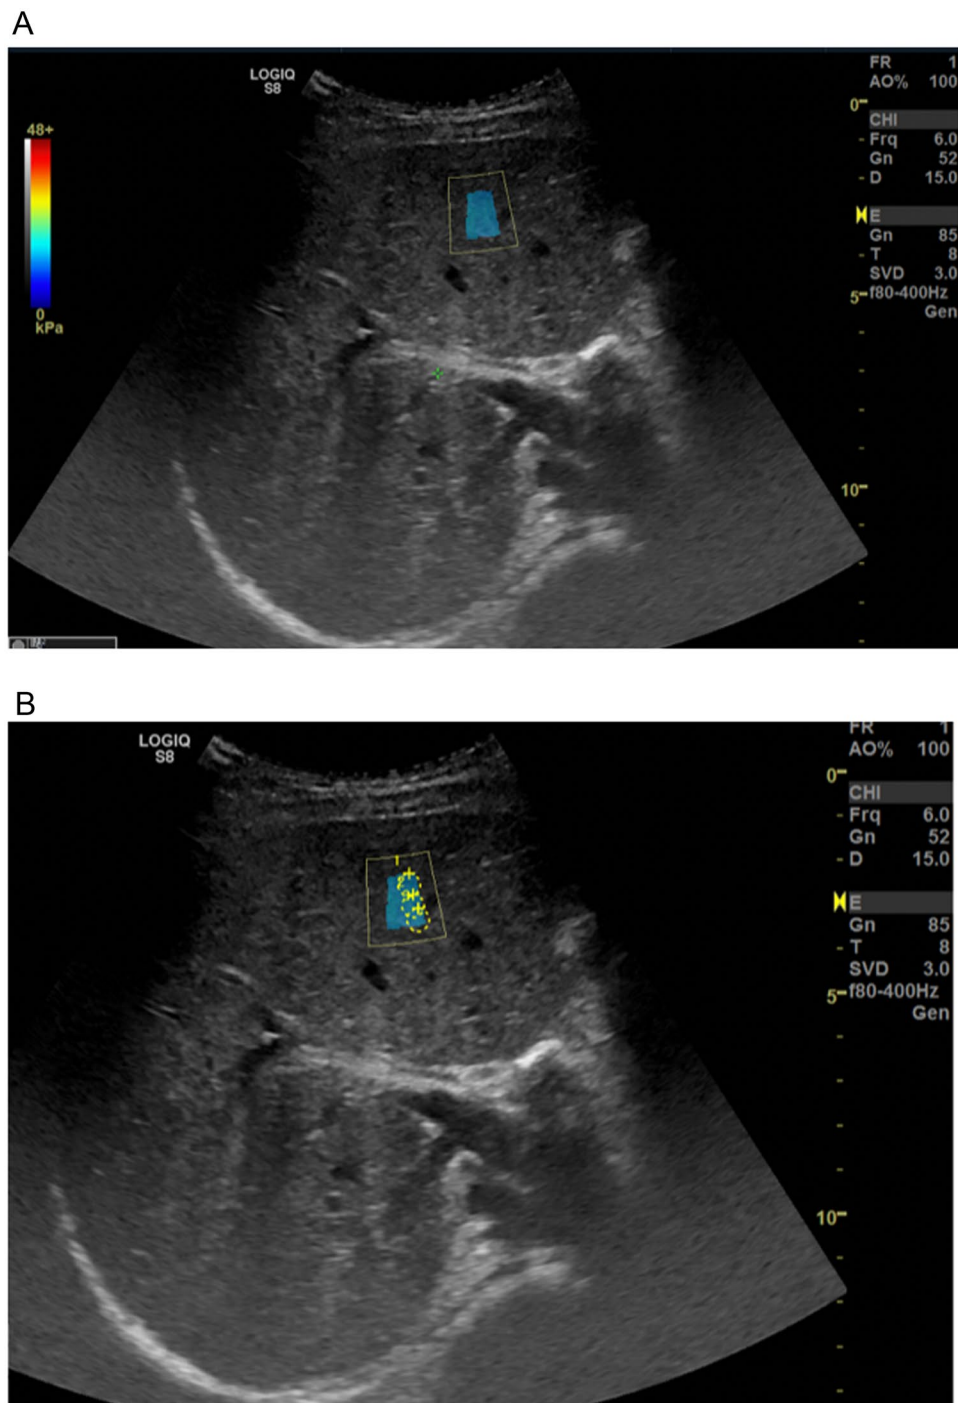 A
LOGIQ
S8
48+
0
kPa
0
5
10
FR 1
AO% 100
CHI
Frq 6.0
Gn 52
D 15.0
E
Gn 85
T 8
SVD 3.0
f80-400Hz
Gen
B
LOGIQ
S8
1
0
5
10
FR 1
AO% 100
CHI
Frq 6.0
Gn 52
D 15.0
E
Gn 85
T 8
SVD 3.0
f80-400Hz
Gen